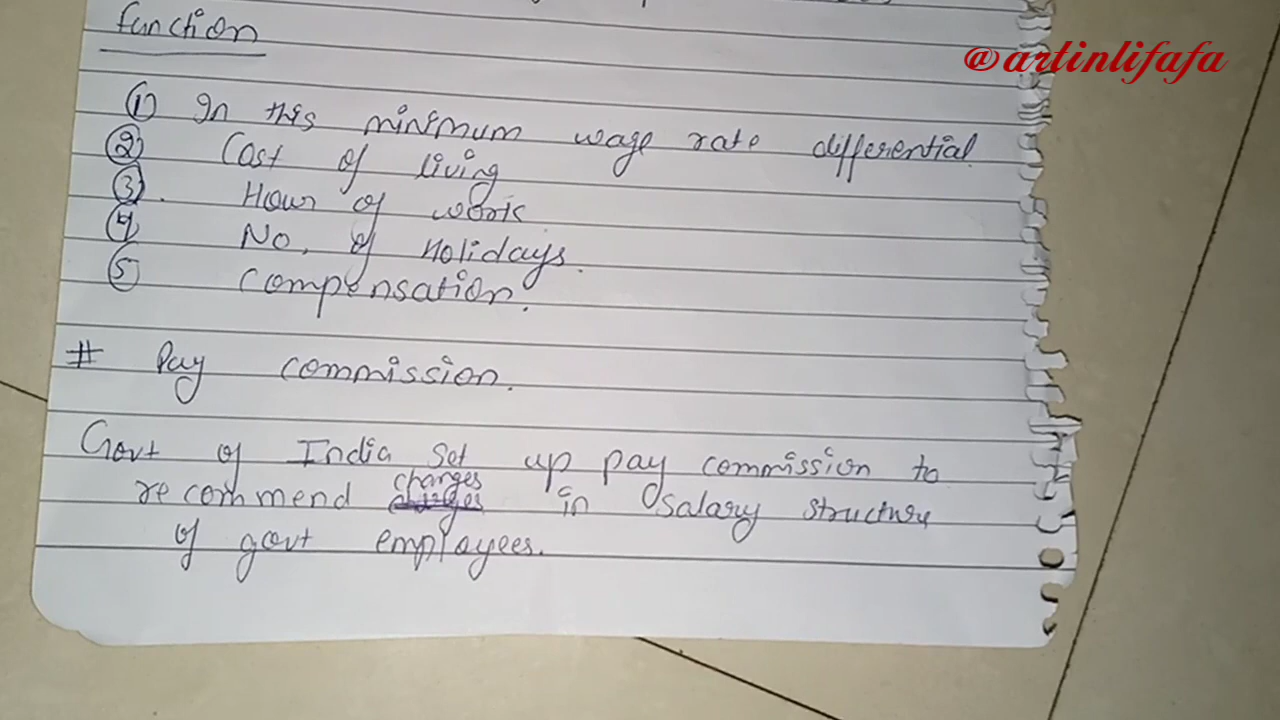 function
@artinlifafa
① In this minimum wage rate differential.
② Cost of living
③. Hour of work
④ No. of Holidays.
⑤ Compensation.
# Pay commission.
Govt of India set up pay commission to
recommend changes in salary structure
of govt employees.